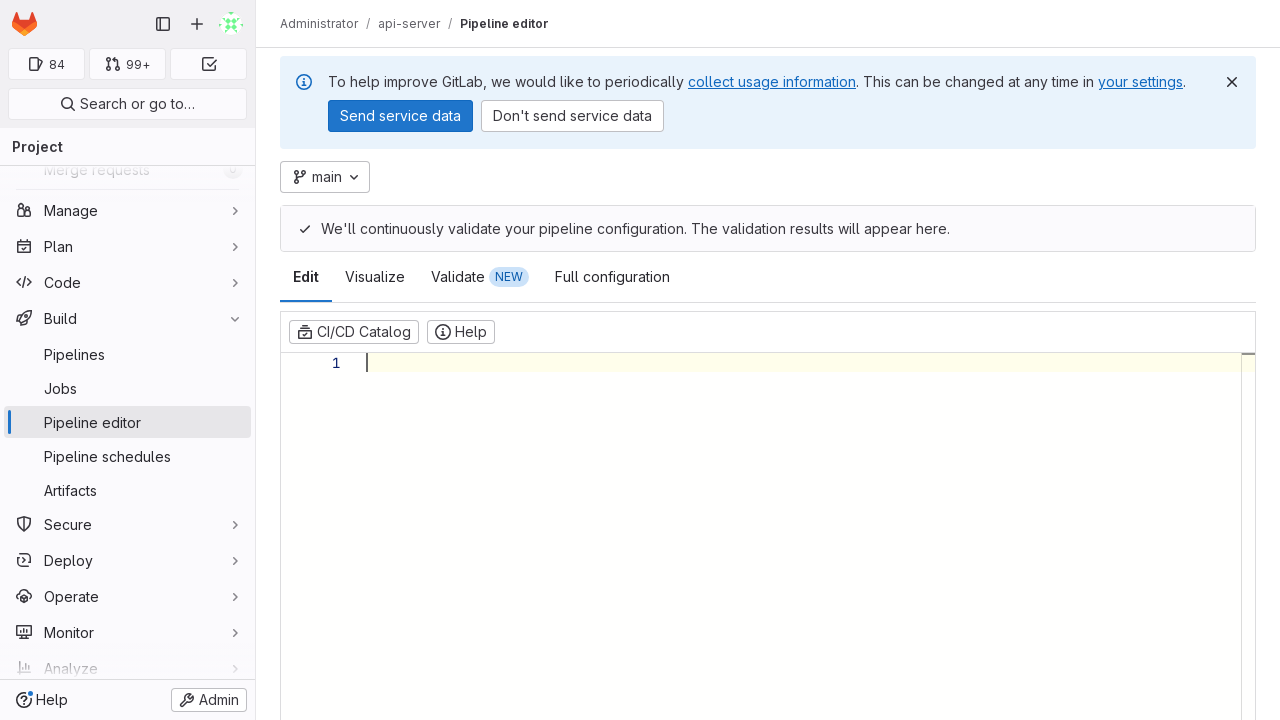 Administrator / api-server / Pipeline editor
84
99+
Search or go to…
Project
Merge requests
Manage
Plan
Code
Build
Pipelines
Jobs
Pipeline editor
Pipeline schedules
Artifacts
Secure
Deploy
Operate
Monitor
Analyze
Help
Admin
To help improve GitLab, we would like to periodically collect usage information. This can be changed at any time in your settings.
Send service data
Don't send service data
main
We'll continuously validate your pipeline configuration. The validation results will appear here.
Edit
Visualize
Validate NEW
Full configuration
CI/CD Catalog
Help
1